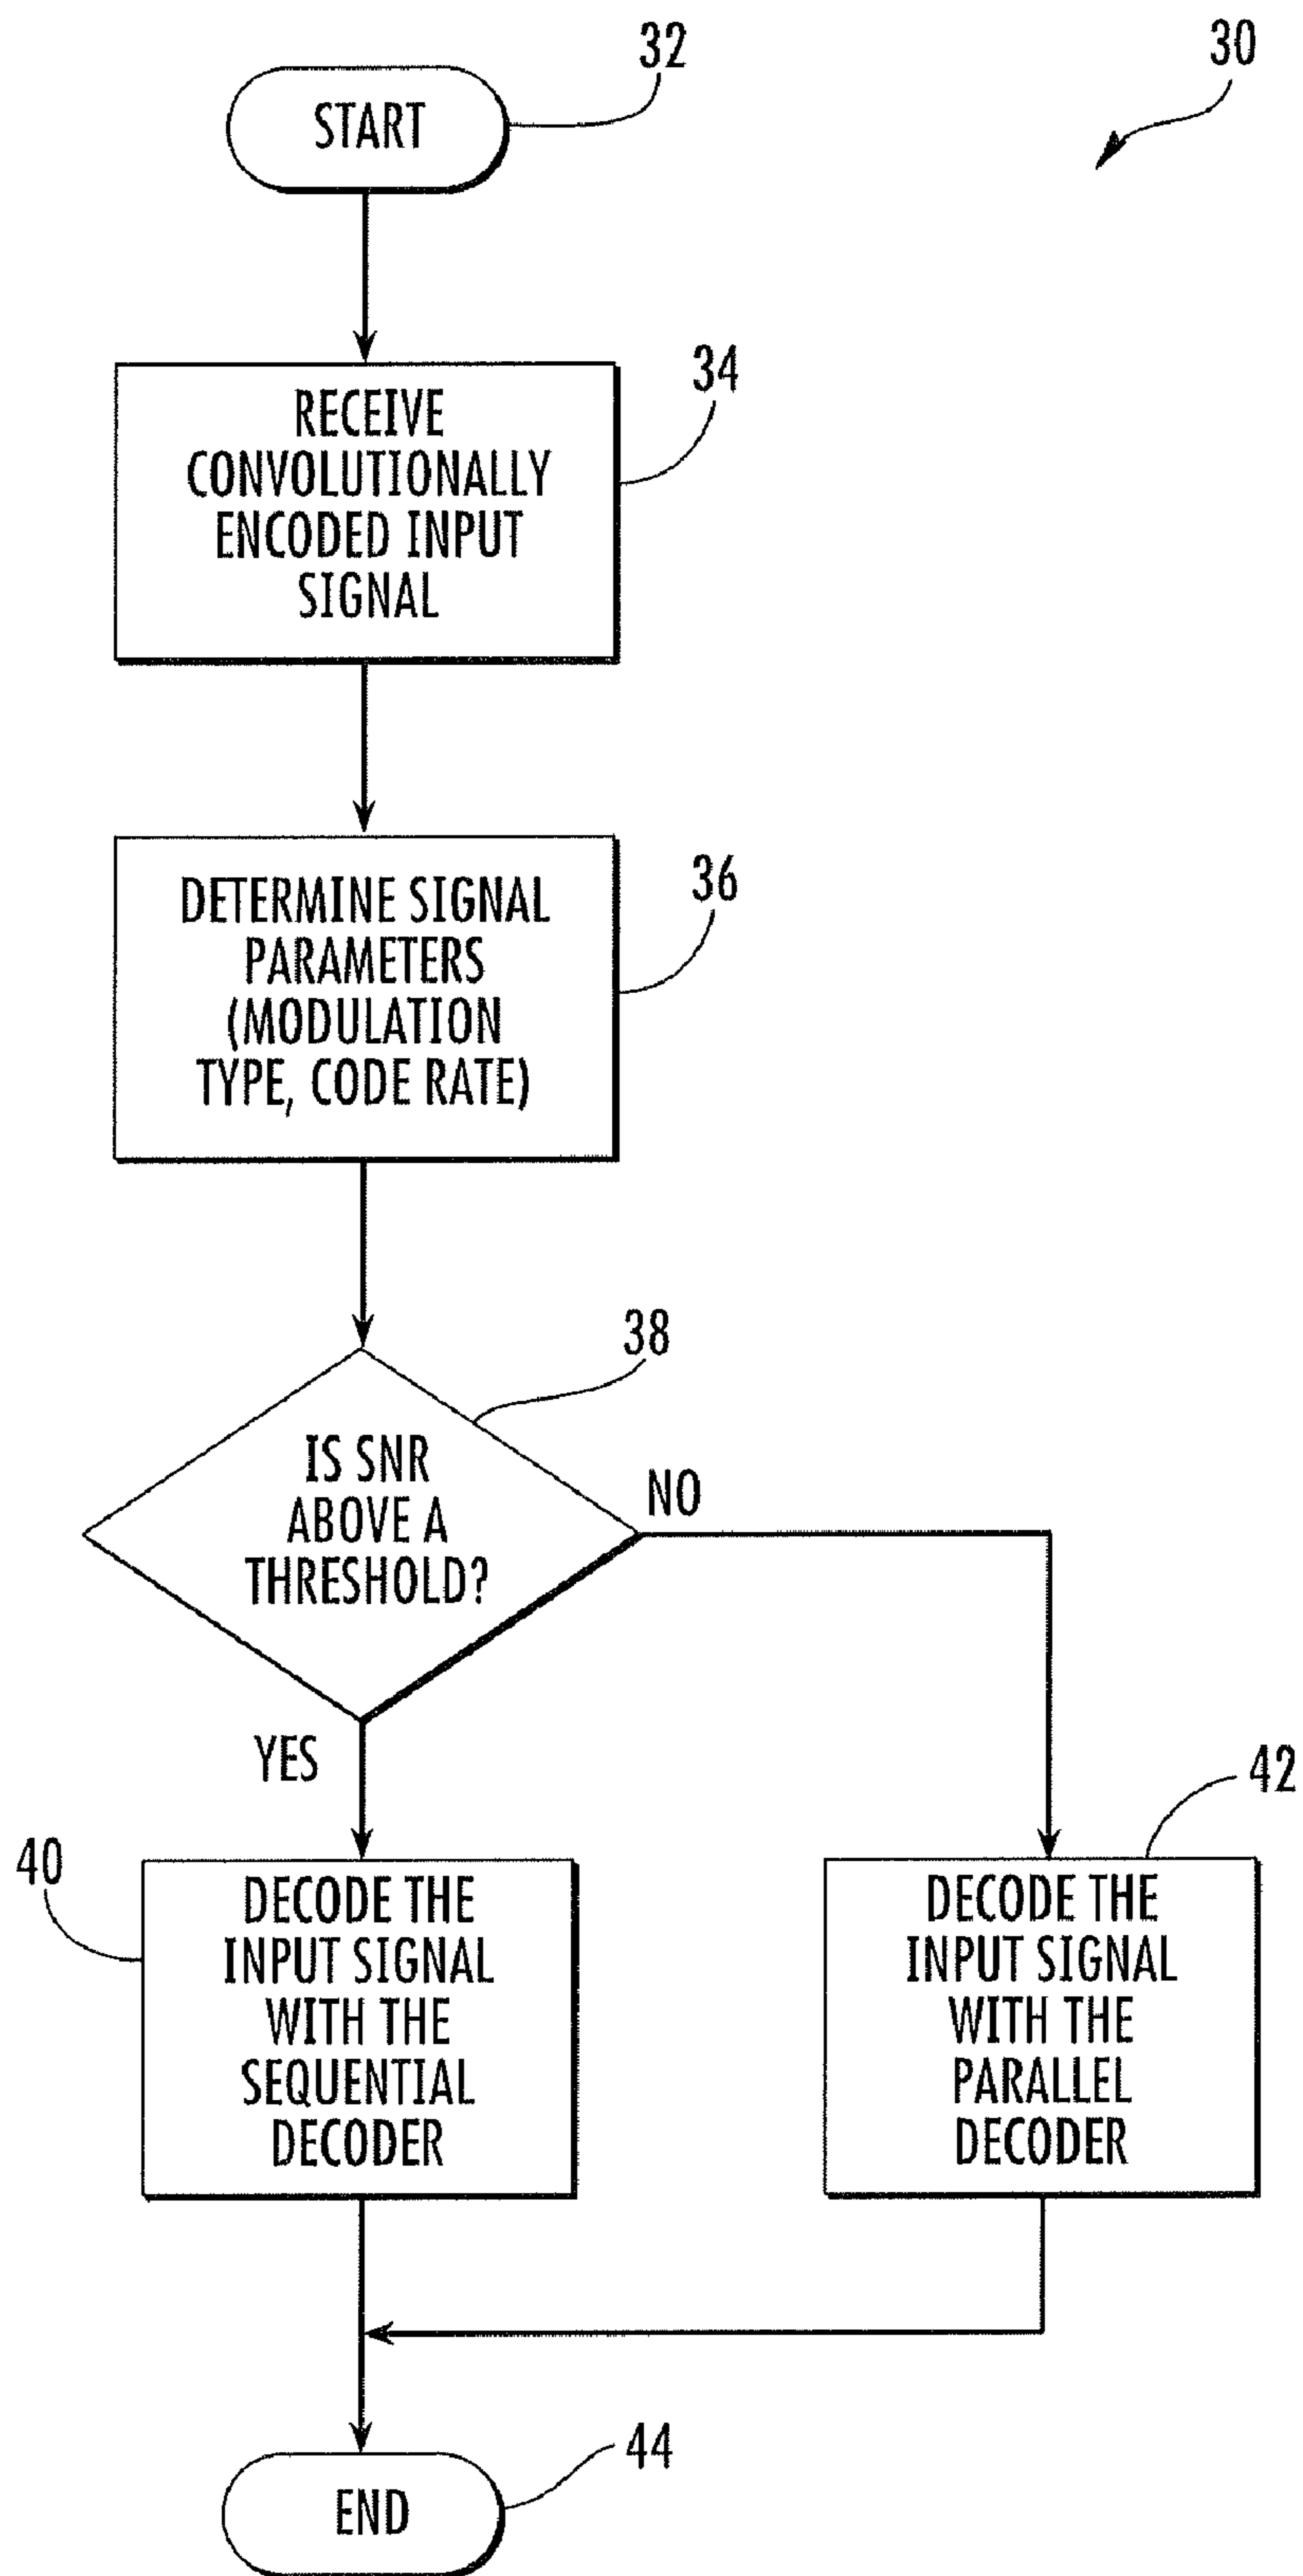 32
30
START
34
RECEIVE
CONVOLUTIONALLY
ENCODED INPUT
SIGNAL
36
DETERMINE SIGNAL
PARAMETERS
(MODULATION
TYPE, CODE RATE)
38
IS SNR
ABOVE A
THRESHOLD?
NO
YES
42
40
DECODE THE
INPUT SIGNAL
WITH THE
SEQUENTIAL
DECODER
DECODE THE
INPUT SIGNAL
WITH THE
PARALLEL
DECODER
44
END